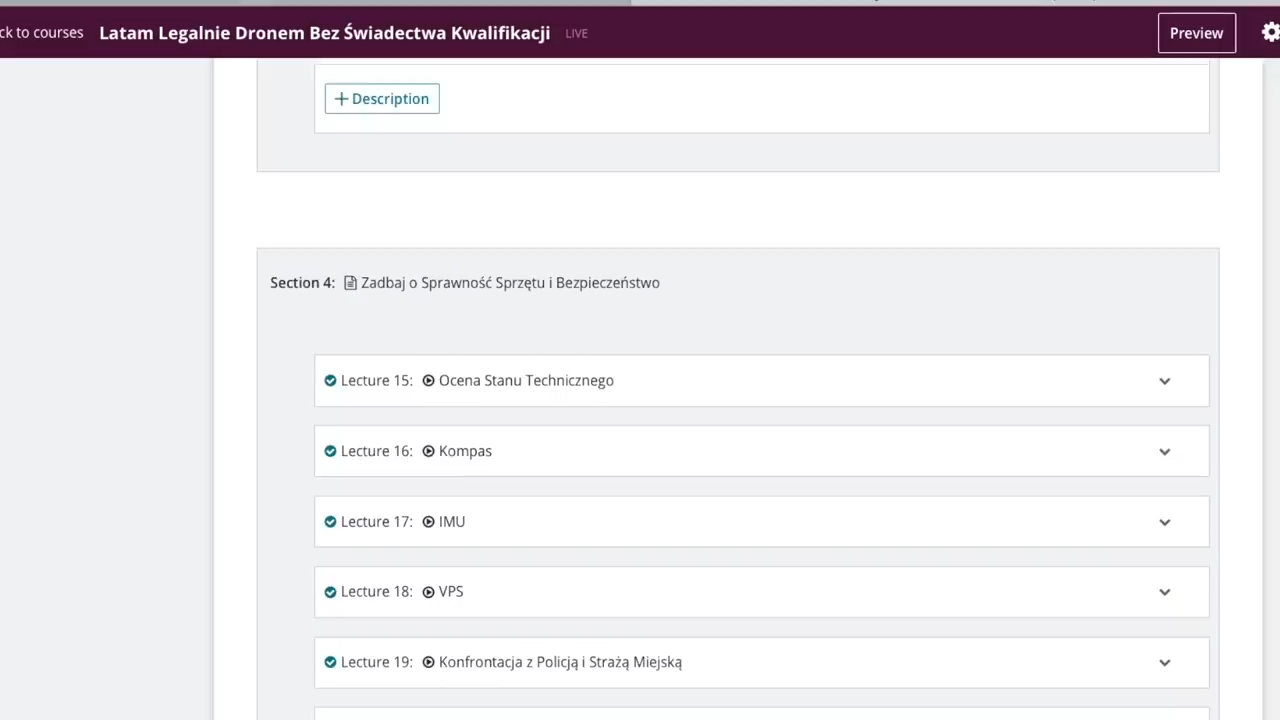 ck to courses Latam Legalnie Dronem Bez Świadectwa Kwalifikacji LIVE Preview
+ Description
Section 4: Zadbaj o Sprawność Sprzętu i Bezpieczeństwo
Lecture 15: Ocena Stanu Technicznego
Lecture 16: Kompas
Lecture 17: IMU
Lecture 18: VPS
Lecture 19: Konfrontacja z Policją i Strażą Miejską